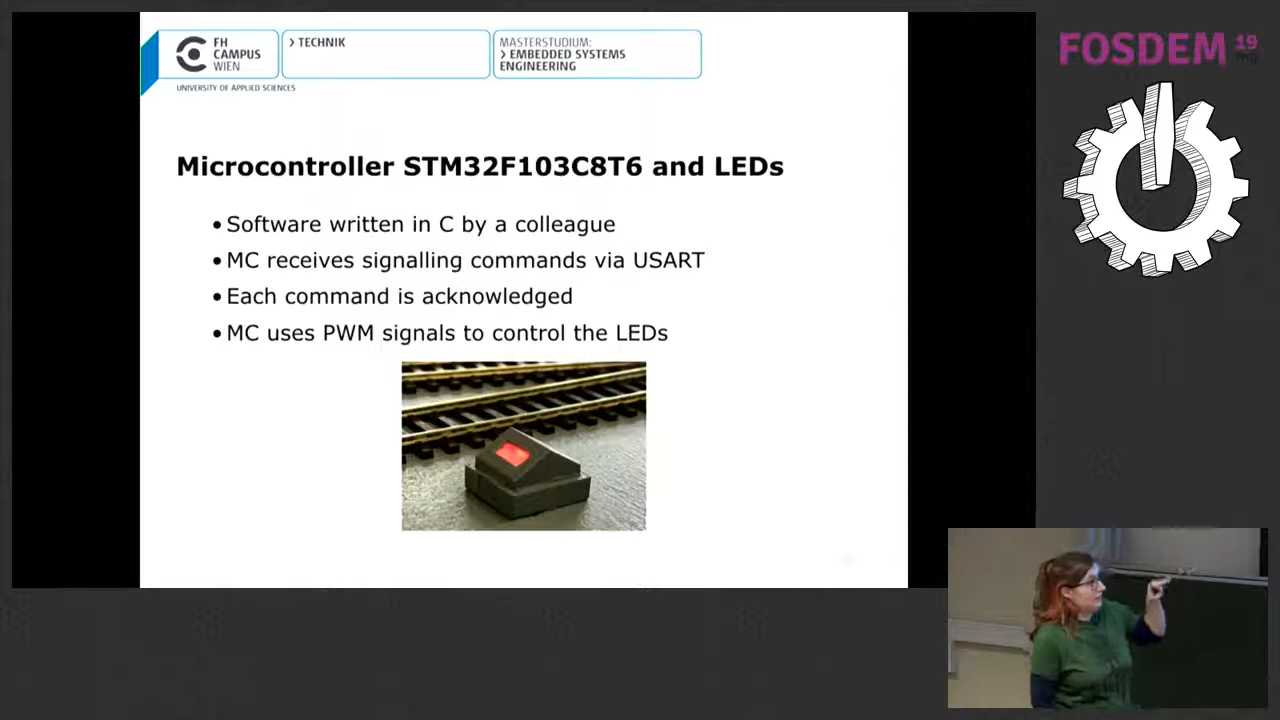 FH
CAMPUS
WIEN
> TECHNIK
MASTERSTUDIUM:
> EMBEDDED SYSTEMS
ENGINEERING
UNIVERSITY OF APPLIED SCIENCES
FOSDEM 19
Microcontroller STM32F103C8T6 and LEDs
• Software written in C by a colleague
• MC receives signalling commands via USART
• Each command is acknowledged
• MC uses PWM signals to control the LEDs